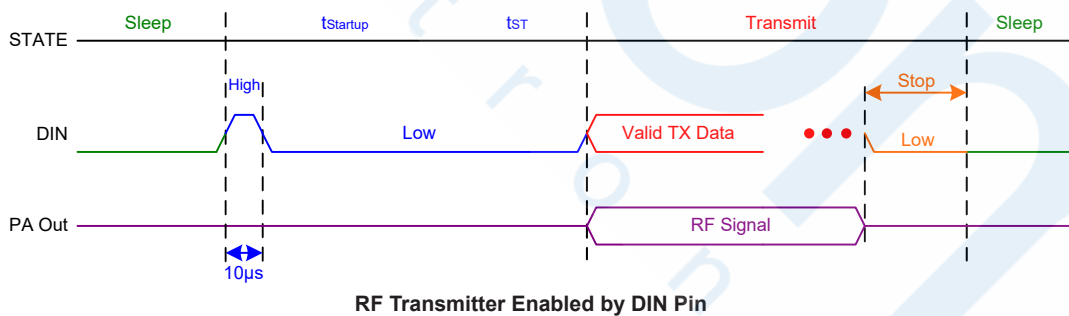 Sleep tStartup tST Transmit Sleep
STATE
High Stop
DIN Low Valid TX Data Low
PA Out RF Signal
10μs
RF Transmitter Enabled by DIN Pin